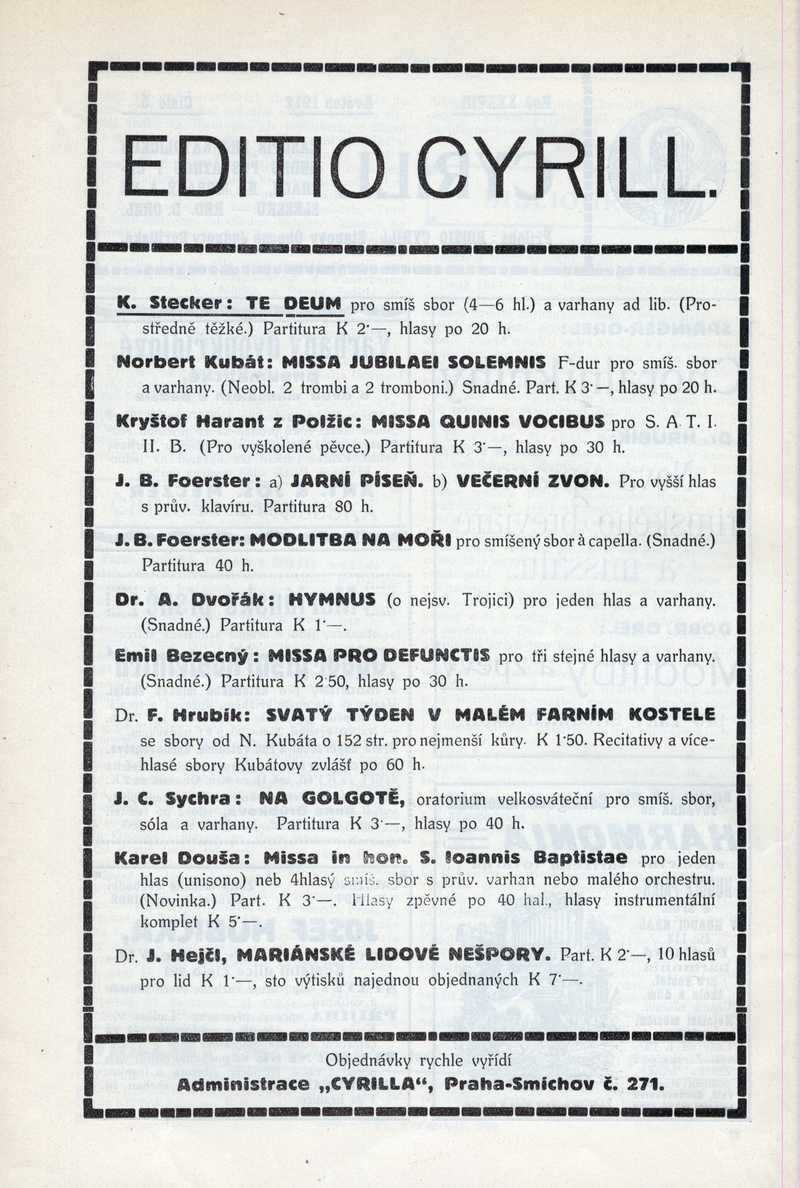 EDITIO CYRILL.
K. Stecker: TE DEUM pro smíš sbor (4—6 hl.) a varhany ad lib. (Pro-
středně těžké.) Partitura K 2·—, hlasy po 20 h.
Norbert Kubát: MISSA JUBILAEI SOLEMNIS F-dur pro smíš. sbor
a varhany. (Neobl. 2 trombi a 2 tromboni.) Snadné. Part. K 3·—, hlasy po 20 h.
Kryštof Harant z Polžic: MISSA QUINIS VOCIBUS pro S. A T. I.
II. B. (Pro vyškolené pěvce.) Partitura K 3·—, hlasy po 30 h.
J. B. Foerster: a) JARNÍ PÍSEŇ. b) VEČERNÍ ZVON. Pro vyšší hlas
s prův. klavíru. Partitura 80 h.
J. B. Foerster: MODLITBA NA MOŘI pro smíšený sbor à capella. (Snadné.)
Partitura 40 h.
Dr. A. Dvořák: HYMNUS (o nejsv. Trojici) pro jeden hlas a varhany.
(Snadné.) Partitura K 1·—.
Emil Bezecný: MISSA PRO DEFUNCTIS pro tři stejné hlasy a varhany.
(Snadné.) Partitura K 2·50, hlasy po 30 h.
Dr. F. Hrubík: SVATÝ TÝDEN V MALÉM FARNÍM KOSTELE
se sbory od N. Kubáta o 152 str. pro nejmenší kůry. K 1·50. Recitativy a více-
hlasé sbory Kubátovy zvlášť po 60 h.
J. C. Sychra: NA GOLGOTĚ, oratorium velkosváteční pro smíš. sbor,
sóla a varhany. Partitura K 3·—, hlasy po 40 h.
Karel Douša: Missa in hon. S. Ioannis Baptistae pro jeden
hlas (unisono) neb 4hlasý smíš. sbor s prův. varhan nebo malého orchestru.
(Novinka.) Part. K 3·—. Hlasy zpěvné po 40 hal., hlasy instrumentální
komplet K 5·—.
Dr. J. Hejčl, MARIÁNSKÉ LIDOVÉ NEŠPORY. Part. K 2·—, 10 hlasů
pro lid K 1·—, sto výtisků najednou objednaných K 7·—.
Objednávky rychle vyřídí
Administrace „CYRILLA“, Praha-Smíchov č. 271.